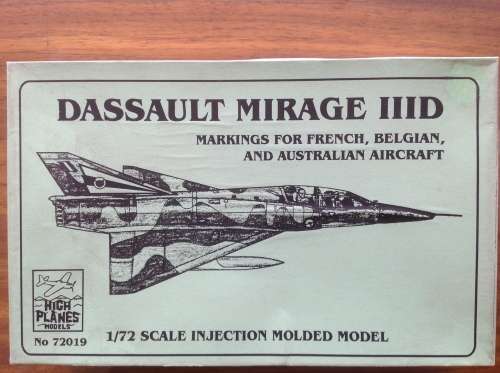 DASSAULT MIRAGE IIID
MARKINGS FOR FRENCH, BELGIAN,
AND AUSTRALIAN AIRCRAFT
HIGH
PLANES
MODELS
No 72019
1/72 SCALE INJECTION MOLDED MODEL